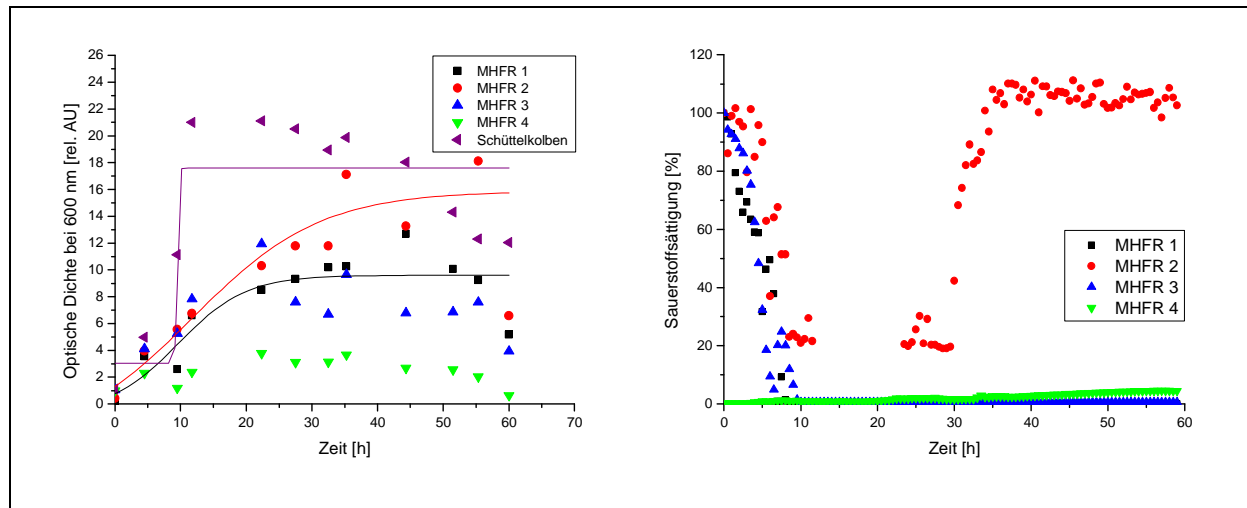 26
24
22
20
18
16
14
12
10
8
6
4
2
0
Optische Dichte bei 600 nm [rel. AU]
0 10 20 30 40 50 60 70
Zeit [h]
MHFR 1
MHFR 2
MHFR 3
MHFR 4
Schüttelkolben
120
100
80
60
40
20
0
Sauerstoffsättigung [%]
0 10 20 30 40 50 60
Zeit [h]
MHFR 1
MHFR 2
MHFR 3
MHFR 4